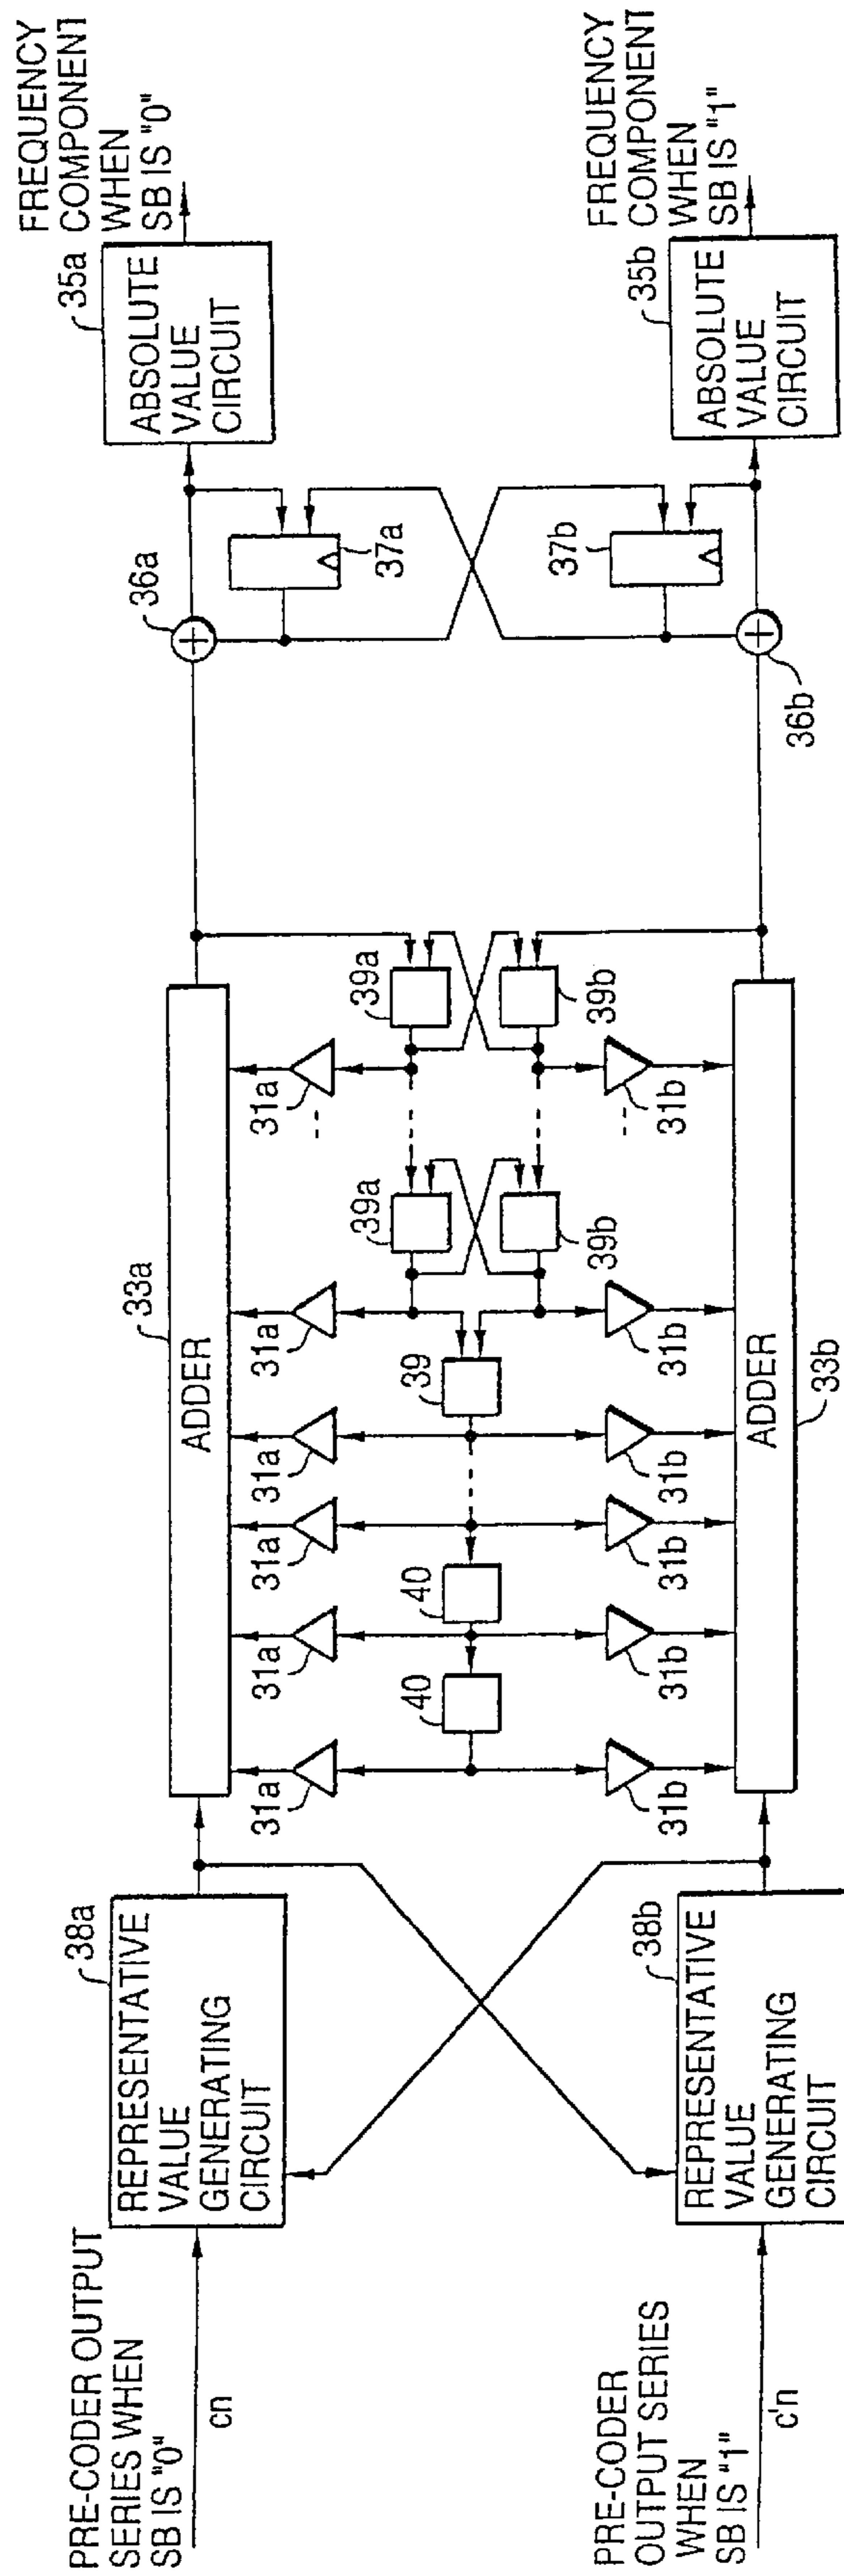 PRE-CODER OUTPUT
SERIES WHEN
SB IS "0"
cn
REPRESENTATIVE
VALUE
GENERATING
CIRCUIT
38a
33a
ADDER
31a
31a
31a
31a
31a
31a
...
40
40
39
39a
39a
39b
39b
31b
31b
31b
31b
31b
31b
...
ADDER
33b
36a
37a
37b
36b
35a
ABSOLUTE
VALUE
CIRCUIT
FREQUENCY
COMPONENT
WHEN
SB IS "0"
PRE-CODER
OUTPUT SERIES
WHEN
SB IS "1"
c'n
REPRESENTATIVE
VALUE
GENERATING
CIRCUIT
38b
35b
ABSOLUTE
VALUE
CIRCUIT
FREQUENCY
COMPONENT
WHEN
SB IS "1"